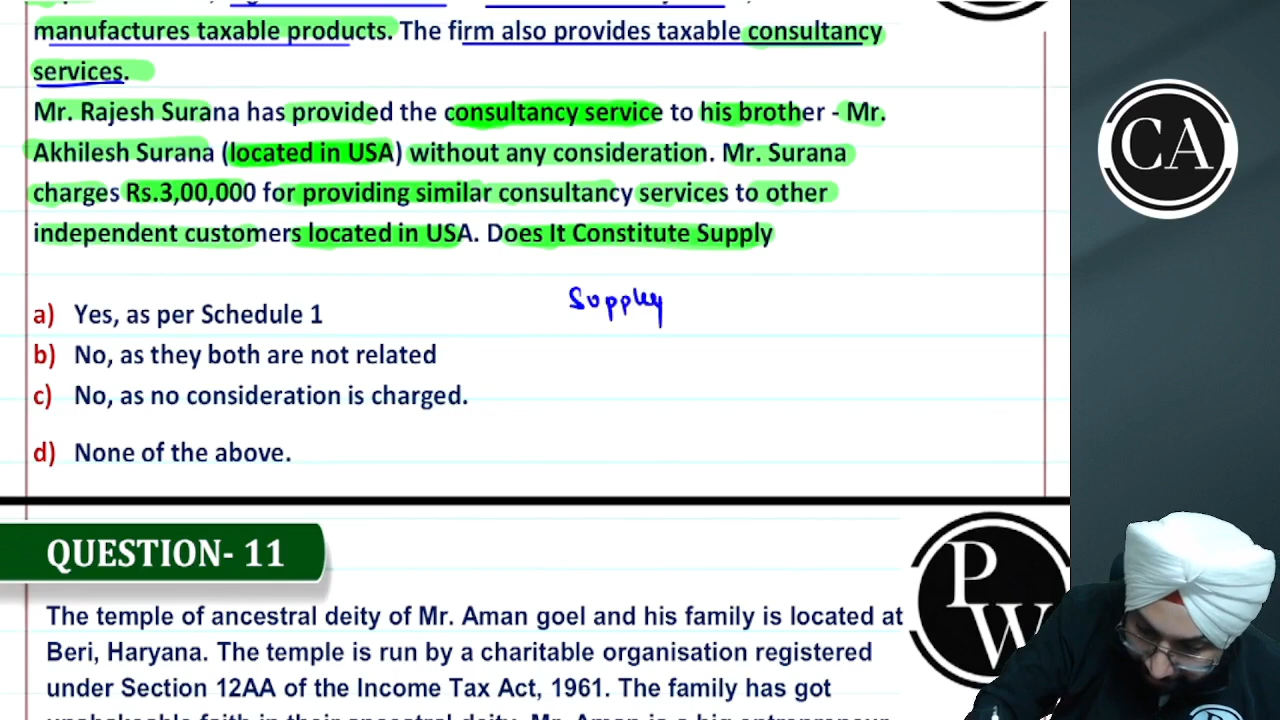 manufactures taxable products. The firm also provides taxable consultancy
services.
Mr. Rajesh Surana has provided the consultancy service to his brother - Mr.
Akhilesh Surana (located in USA) without any consideration. Mr. Surana
charges Rs.3,00,000 for providing similar consultancy services to other
independent customers located in USA. Does It Constitute Supply
Supply
a) Yes, as per Schedule 1
b) No, as they both are not related
c) No, as no consideration is charged.
d) None of the above.
CA
QUESTION- 11
PW
The temple of ancestral deity of Mr. Aman goel and his family is located at
Beri, Haryana. The temple is run by a charitable organisation registered
under Section 12AA of the Income Tax Act, 1961. The family has got